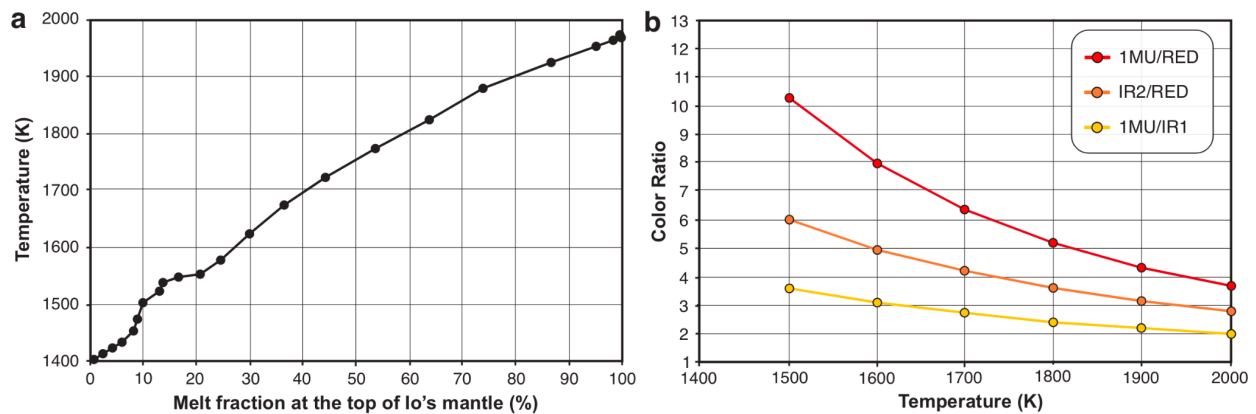 a
2000
1900
1800
1700
1600
1500
1400
Temperature (K)
0 10 20 30 40 50 60 70 80 90 100
Melt fraction at the top of Io's mantle (%)
b
13
12
11
10
9
8
7
6
5
4
3
2
1
Color Ratio
1MU/RED
IR2/RED
1MU/IR1
1400 1500 1600 1700 1800 1900 2000
Temperature (K)